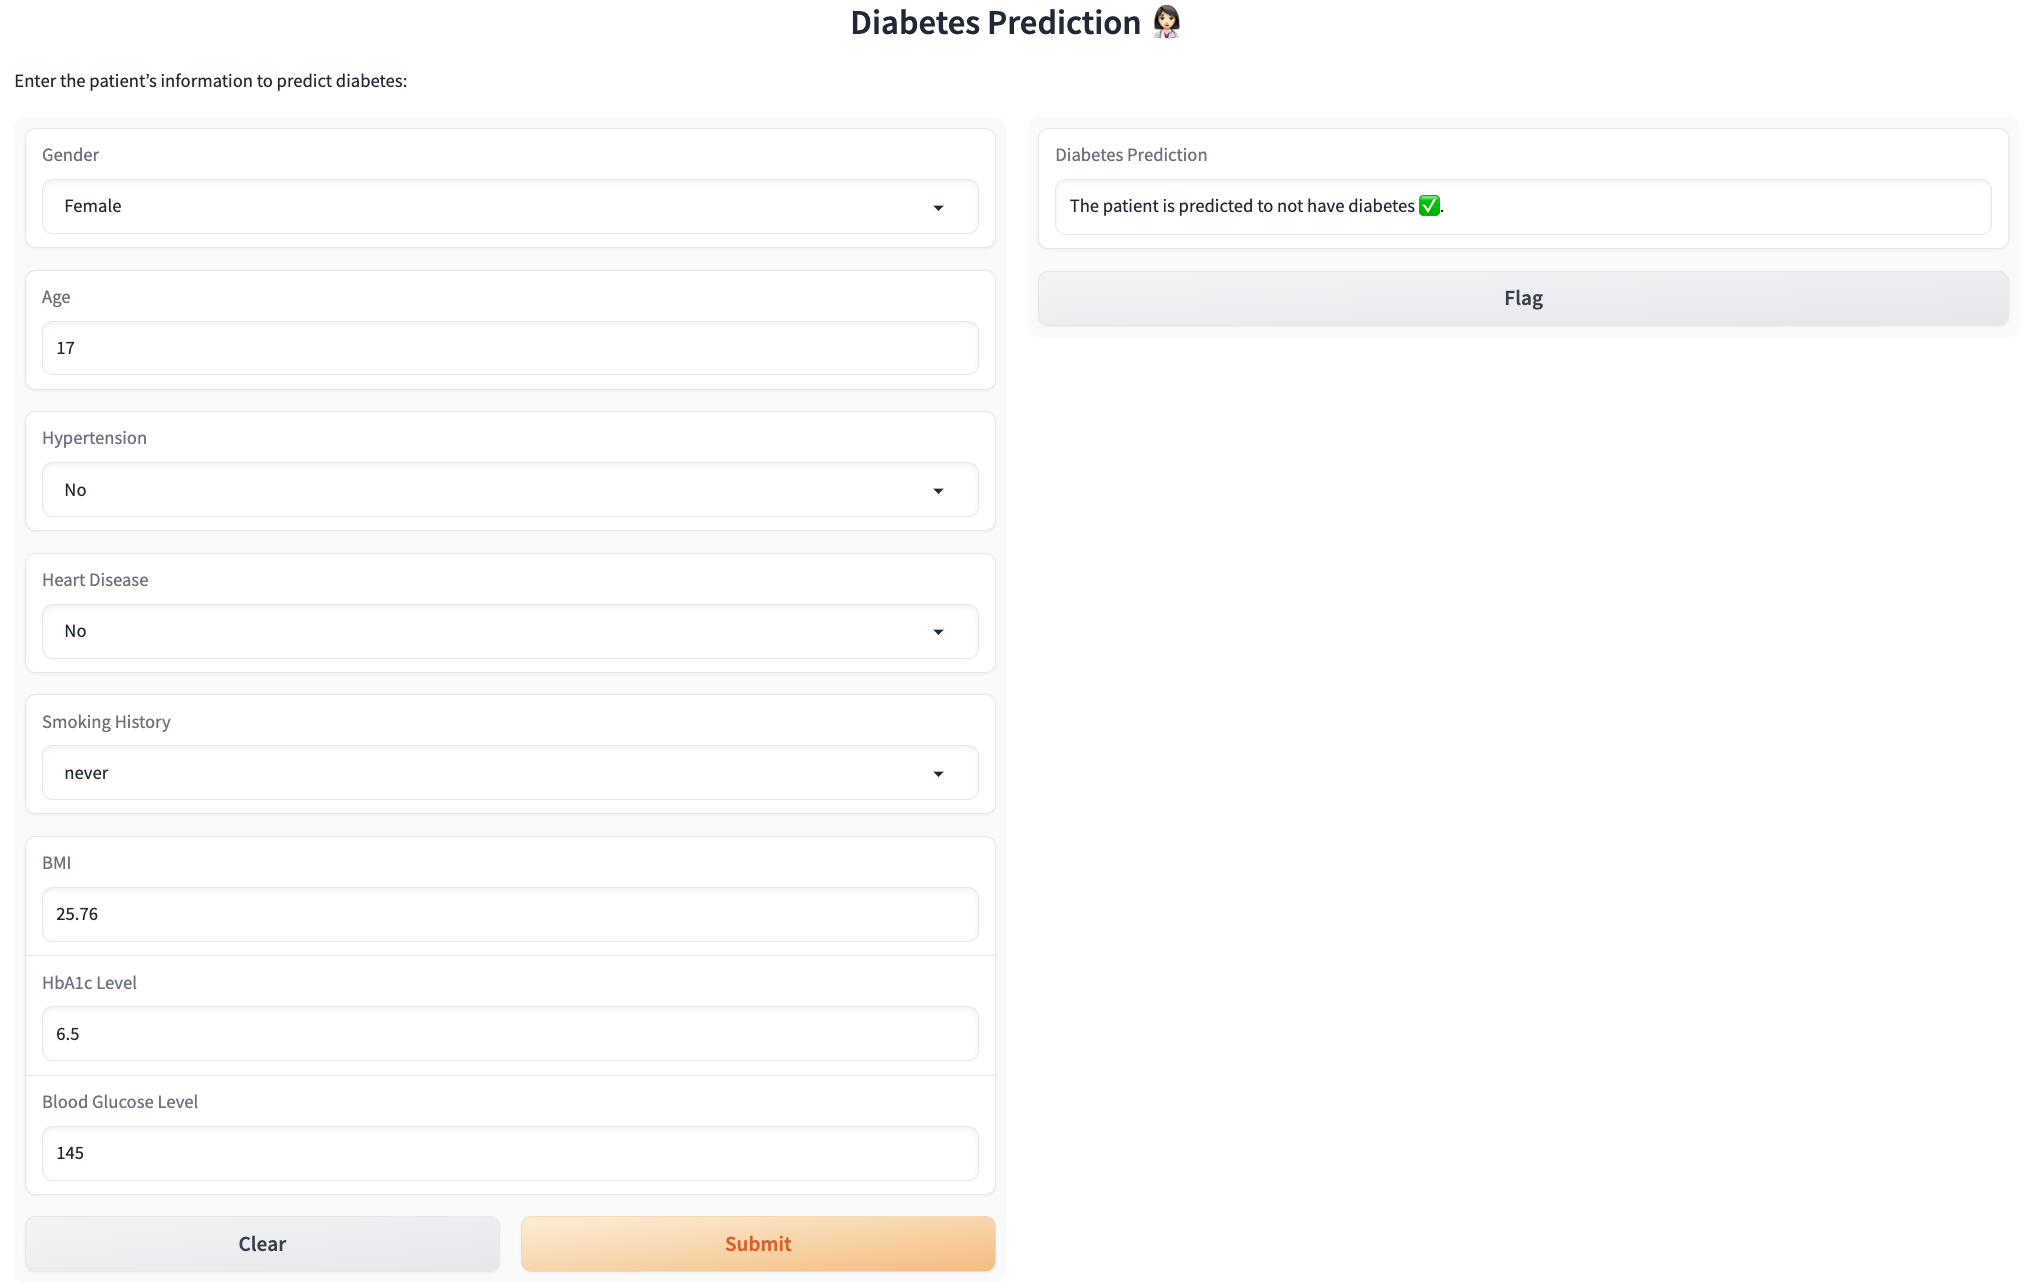 Diabetes Prediction 👩🏻‍⚕️
Enter the patient’s information to predict diabetes:
Gender
Female
Age
17
Hypertension
No
Heart Disease
No
Smoking History
never
BMI
25.76
HbA1c Level
6.5
Blood Glucose Level
145
Clear
Submit
Diabetes Prediction
The patient is predicted to not have diabetes ✅.
Flag